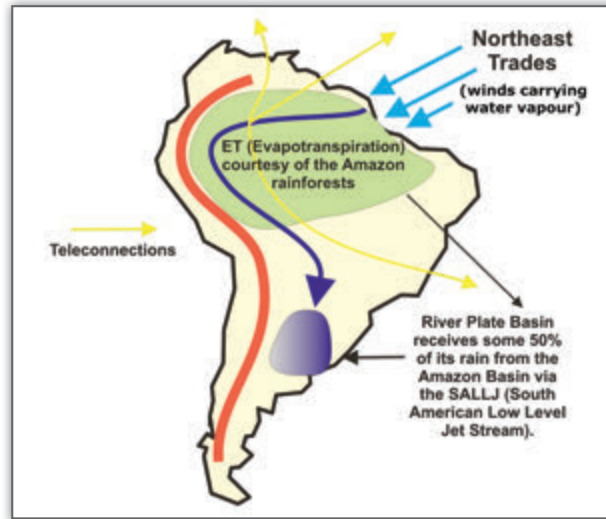 Northeast
Trades
(winds carrying
water vapour)
ET (Evapotranspiration)
courtesy of the Amazon
rainforests
Teleconnections
River Plate Basin
receives some 50%
of its rain from the
Amazon Basin via
the SALLJ (South
American Low Level
Jet Stream).